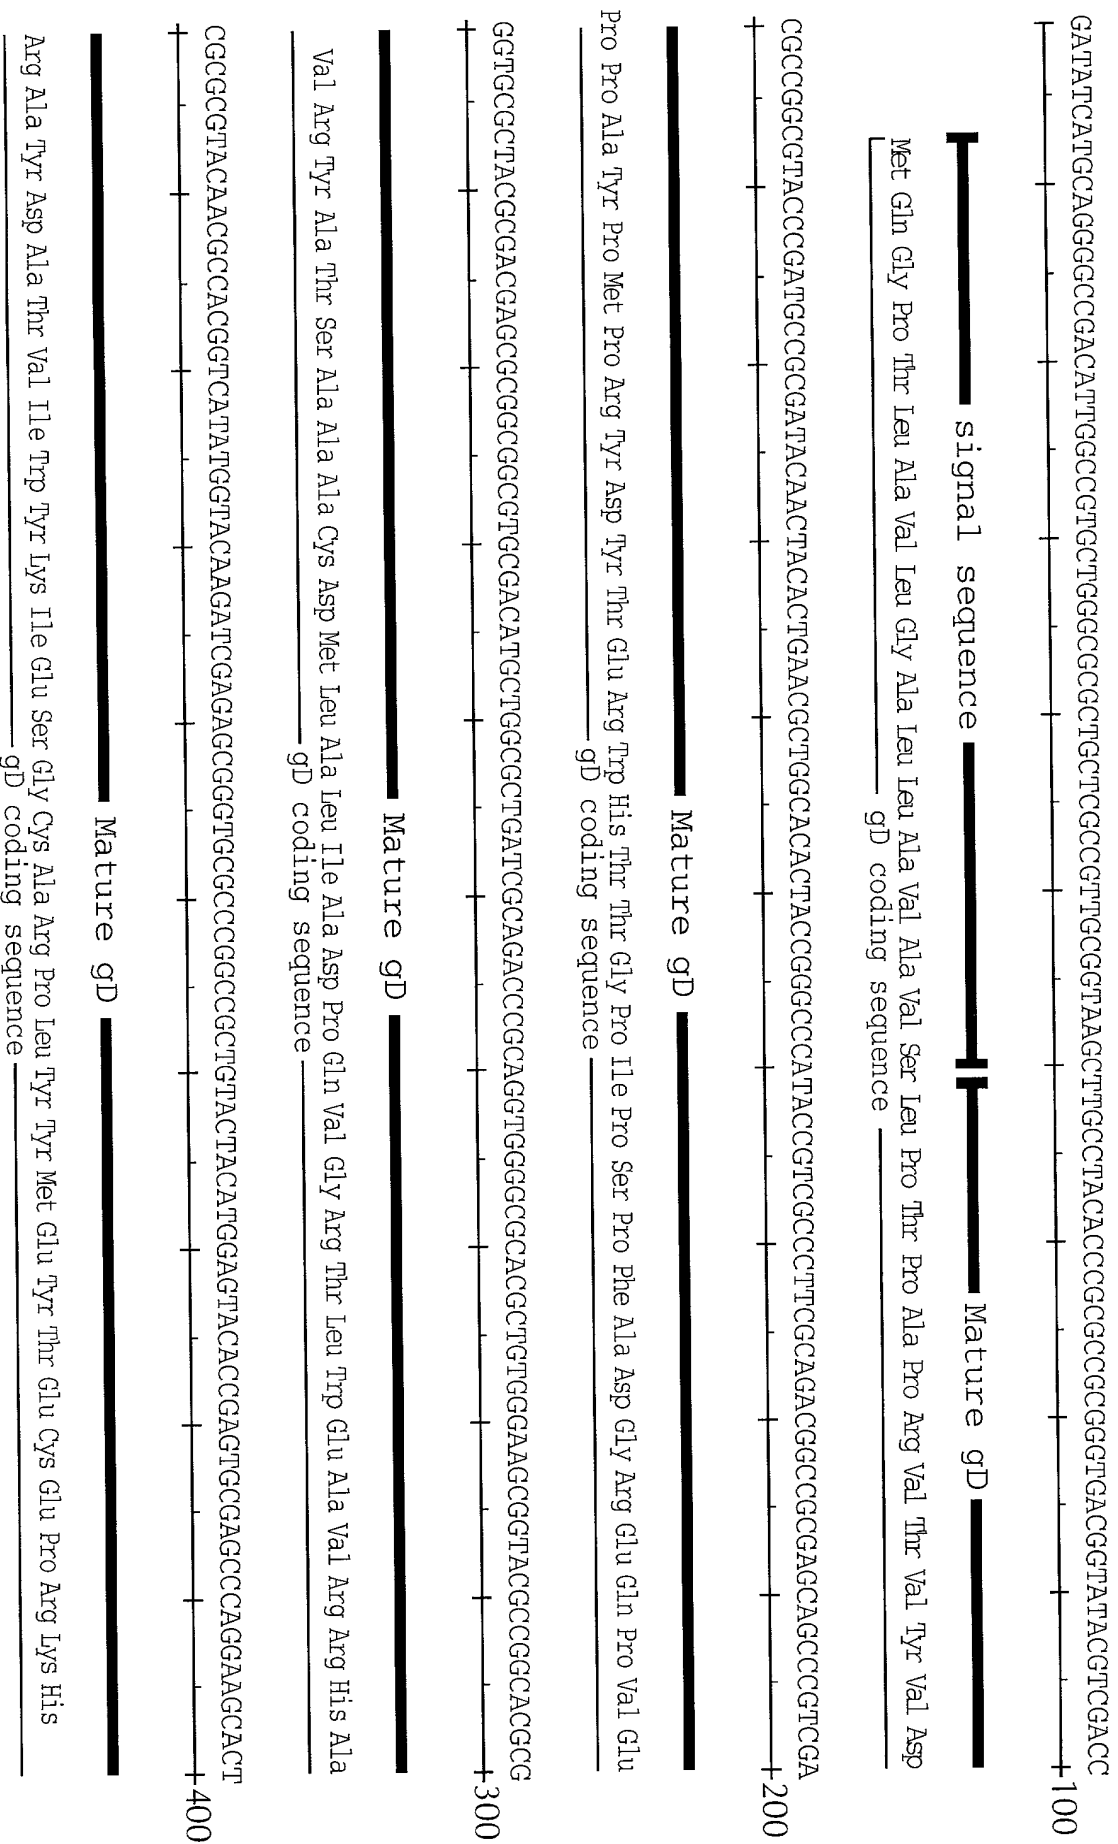 GATATCATGCAGGGGCCGACATTGGCCGTGCTGGGCGCGCTGCTCGCCGTTGCGGTAAGCTTGCCTACACCCGCGCCGCGGGTGACGGTATACGTCGACC
100
signal sequence Mature gD
Met Gln Gly Pro Thr Leu Ala Val Leu Gly Ala Leu Leu Ala Val Ala Val Ser Leu Pro Thr Pro Ala Pro Arg Val Thr Val Tyr Val Asp
gD coding sequence
CGCCGGCGTACCCGATGCCGCGATACAACTACACTGAACGCTGGCACACTACCGGGCCCATACCGTCGCCCTTCGCAGACGGCCGCGAGCAGCCCGTCGA
200
Mature gD
Pro Pro Ala Tyr Pro Met Pro Arg Tyr Asp Tyr Thr Glu Arg Trp His Thr Thr Gly Pro Ile Pro Ser Pro Phe Ala Asp Gly Arg Glu Gln Pro Val Glu
gD coding sequence
GGTGCGCTACGCGACGAGCGCGGCGGCGTGCGACATGCTGGCGCTGATCGCAGACCCGCAGGTGGGGCGCACGCTGTGGGAAGCGGTACGCCGGCACGCG
300
Mature gD
Val Arg Tyr Ala Thr Ser Ala Ala Ala Cys Asp Met Leu Ala Leu Ile Ala Asp Pro Gln Val Gly Arg Thr Leu Trp Glu Ala Val Arg Arg His Ala
gD coding sequence
CGCGCGTACAACGCCACGGTCATATGGTACAAGATCGAGAGCGGGTGCGCCCGGCCGCTGTACTACATGGAGTACACCGAGTGCGAGCCCAGGAAGCACT
400
Mature gD
Arg Ala Tyr Asp Ala Thr Val Ile Trp Tyr Lys Ile Glu Ser Gly Cys Ala Arg Pro Leu Tyr Tyr Met Glu Tyr Thr Glu Cys Glu Pro Arg Lys His
gD coding sequence